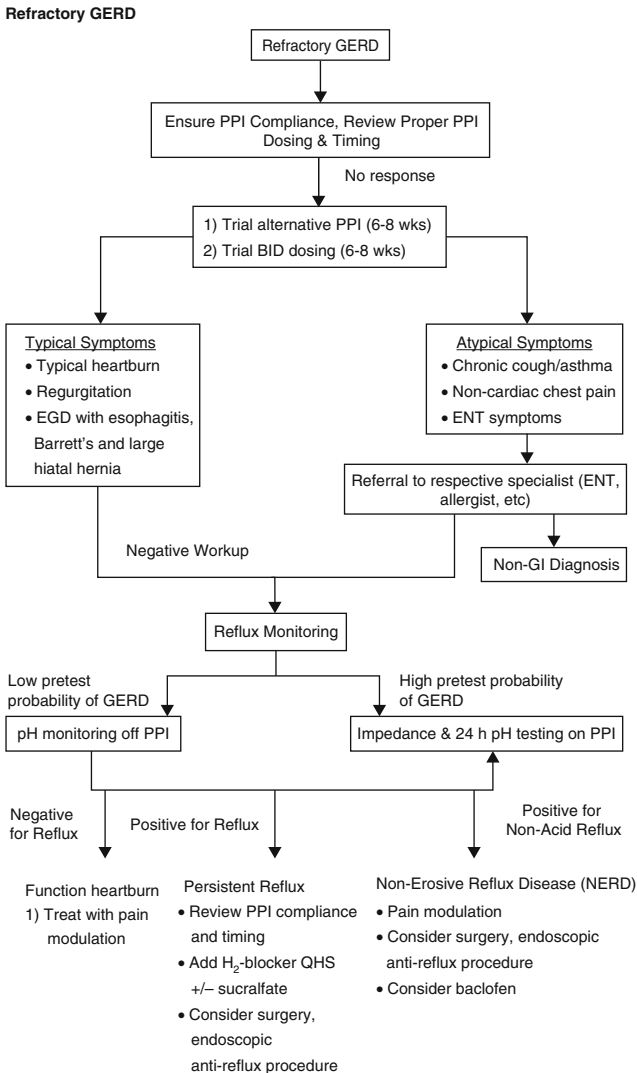 Refractory GERD
Refractory GERD
Ensure PPI Compliance, Review Proper PPI
Dosing & Timing
No response
1) Trial alternative PPI (6-8 wks)
2) Trial BID dosing (6-8 wks)
Typical Symptoms
• Typical heartburn
• Regurgitation
• EGD with esophagitis,
Barrett's and large
hiatal hernia
Atypical Symptoms
• Chronic cough/asthma
• Non-cardiac chest pain
• ENT symptoms
Referral to respective specialist (ENT,
allergist, etc)
Negative Workup
Non-GI Diagnosis
Reflux Monitoring
Low pretest
probability of GERD
High pretest probability
of GERD
pH monitoring off PPI
Impedance & 24 h pH testing on PPI
Negative
for Reflux
Positive for Reflux
Positive for
Non-Acid Reflux
Function heartburn
1) Treat with pain
modulation
Persistent Reflux
• Review PPI compliance
and timing
• Add H₂-blocker QHS
+/– sucralfate
• Consider surgery,
endoscopic
anti-reflux procedure
Non-Erosive Reflux Disease (NERD)
• Pain modulation
• Consider surgery, endoscopic
anti-reflux procedure
• Consider baclofen